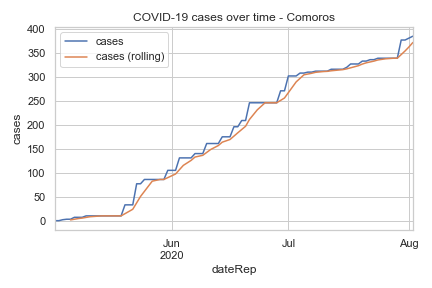 COVID-19 cases over time - Comoros
cases
cases (rolling)
400
350
300
250
200
150
100
50
0
cases
Jun
2020
Jul
Aug
dateRep